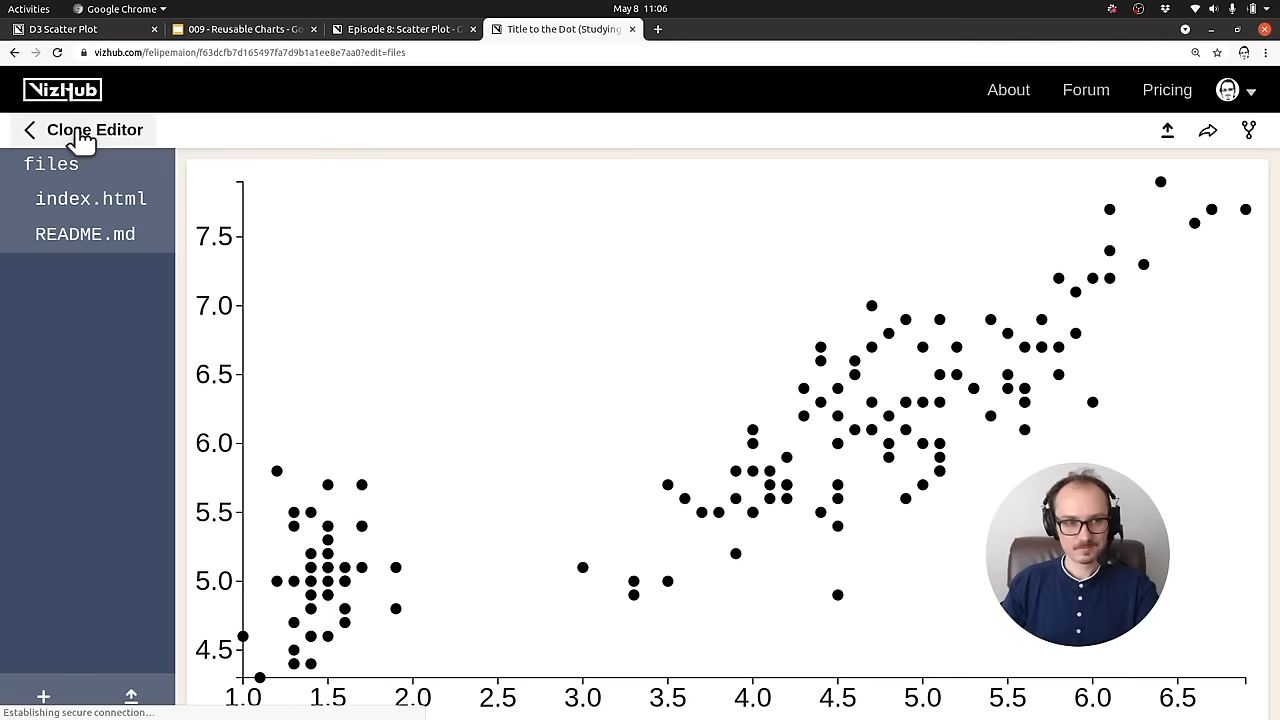 Activities
Google Chrome
May 8 11:06
D3 Scatter Plot
009 - Reusable Charts - Go
Episode 8: Scatter Plot - G
Title to the Dot (Studying
vizhub.com/felipemaion/f63dcfb7d165497fa7d9b1a1ee8e7aa0?edit=files
VizHub
About
Forum
Pricing
Close Editor
files
index.html
README.md
7.5
7.0
6.5
6.0
5.5
5.0
4.5
1.0 1.5 2.0 2.5 3.0 3.5 4.0 4.5 5.0 5.5 6.0 6.5
Establishing secure connection...